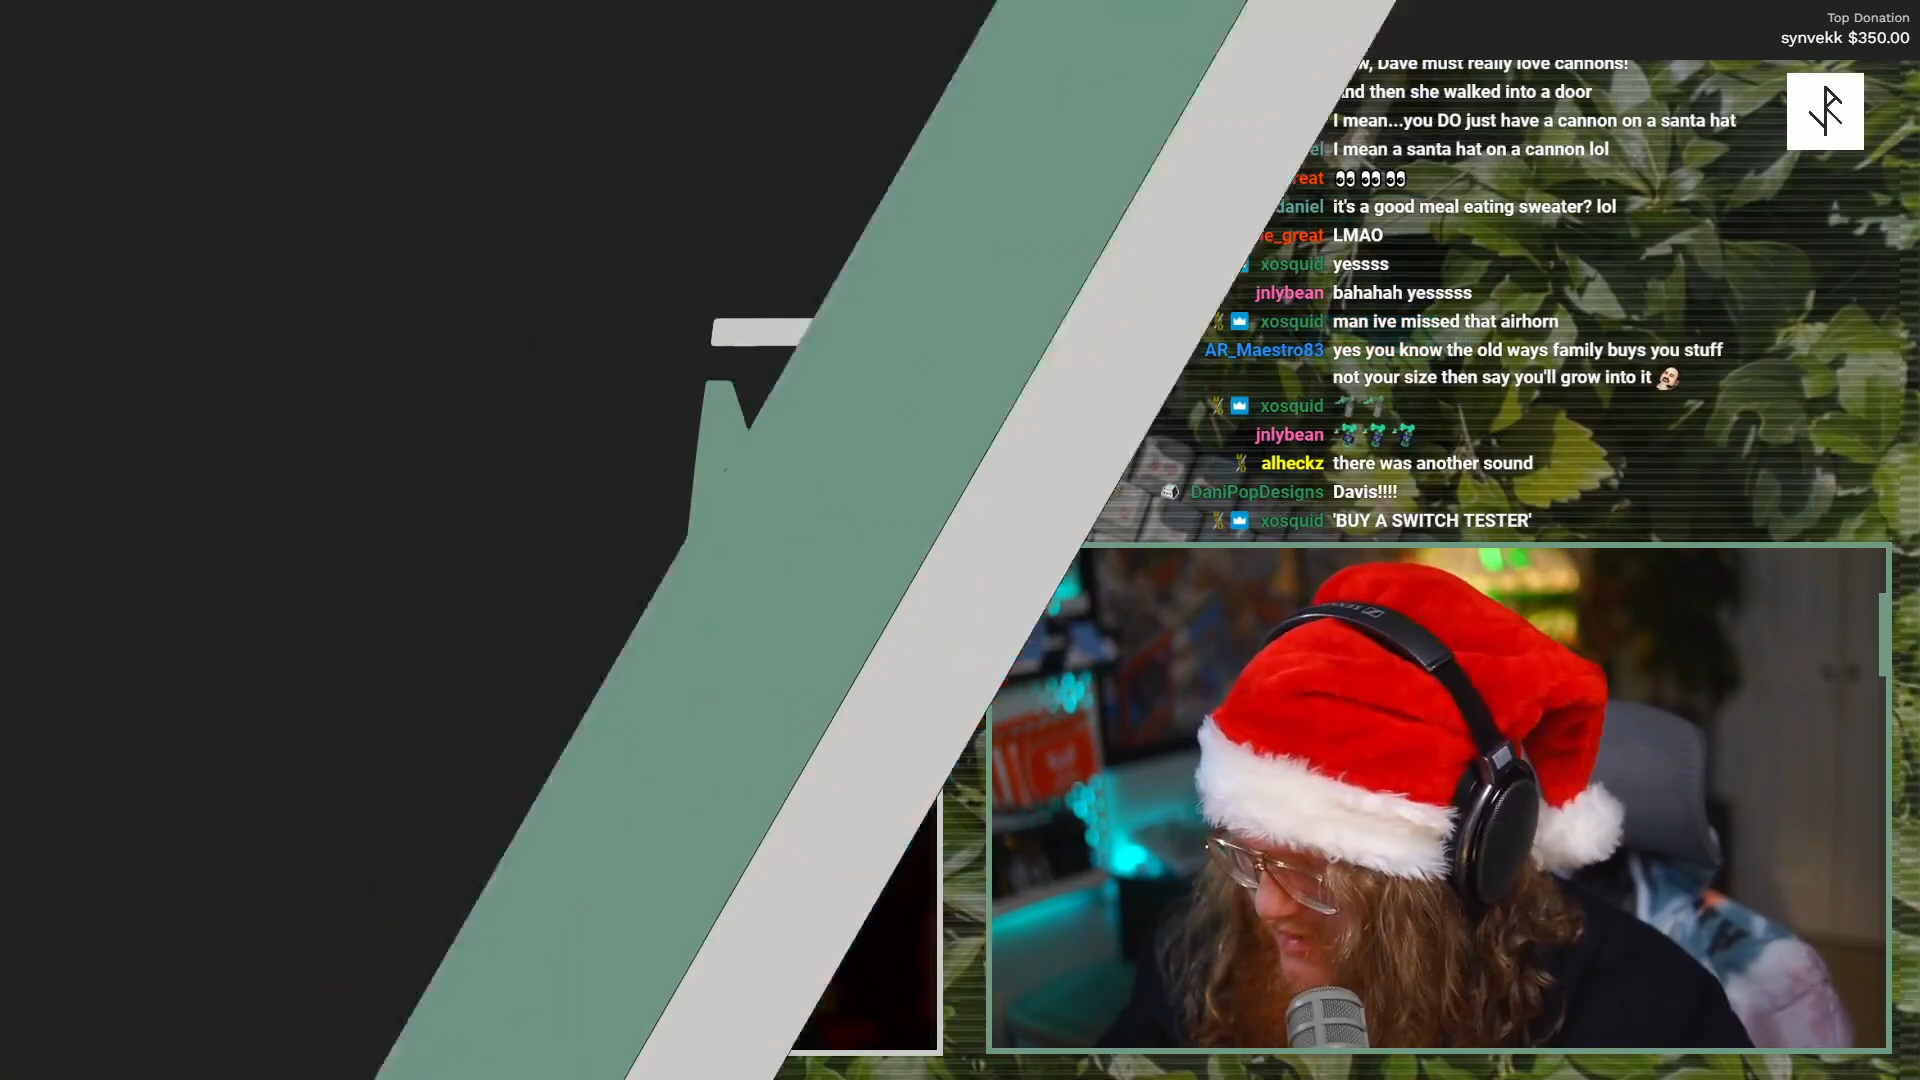 Top Donation
synvekk $350.00
Dave must really love cannons!
then she walked into a door
I mean...you DO just have a cannon on a santa hat
I mean a santa hat on a cannon lol
daniel it's a good meal eating sweater? lol
LMAO
xosquid yessss
jnlybean bahahah yesssss
xosquid man ive missed that airhorn
AR_Maestro83 yes you know the old ways family buys you stuff
not your size then say you'll grow into it
xosquid
jnlybean
alheckz there was another sound
DaniPopDesigns Davis!!!!
xosquid 'BUY A SWITCH TESTER'